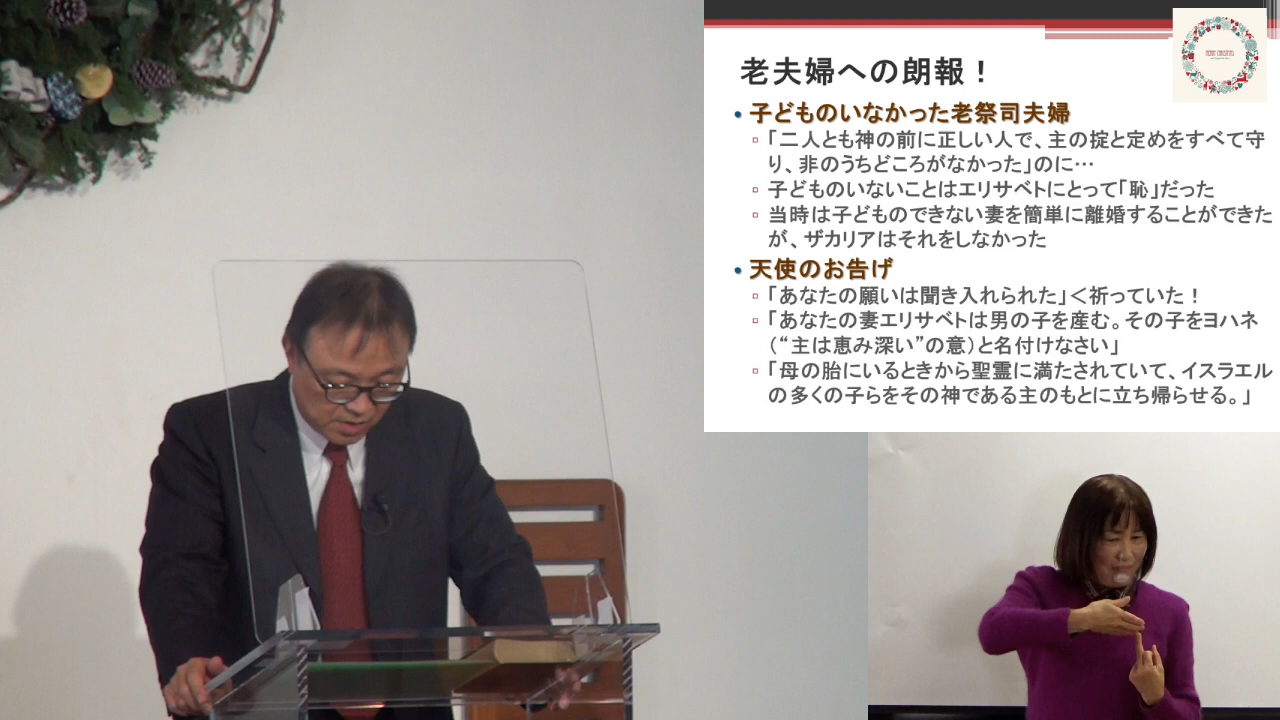 老夫婦への朗報！
• 子どものいなかった老祭司夫婦
▫ 「二人とも神の前に正しい人で、主の掟と定めをすべて守
り、非のうちどころがなかった」のに…
▫ 子どものいないことはエリサベトにとって「恥」だった
▫ 当時は子どものできない妻を簡単に離婚することができた
が、ザカリアはそれをしなかった
• 天使のお告げ
▫ 「あなたの願いは聞き入れられた」＜祈っていた！
▫ 「あなたの妻エリサベトは男の子を産む。その子をヨハネ
（“主は恵み深い”の意）と名付けなさい」
▫ 「母の胎にいるときから聖霊に満たされていて、イスラエル
の多くの子らをその神である主のもとに立ち帰らせる。」